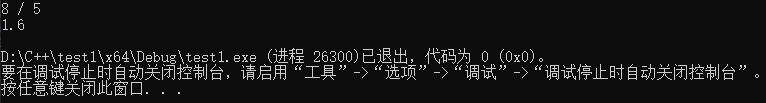 8 / 5
1.6
D:\C++\test1\x64\Debug\test1.exe (进程 26300)已退出，代码为 0 (0x0)。
要在调试停止时自动关闭控制台，请启用“工具”->“选项”->“调试”->“调试停止时自动关闭控制台”。
按任意键关闭此窗口. . .